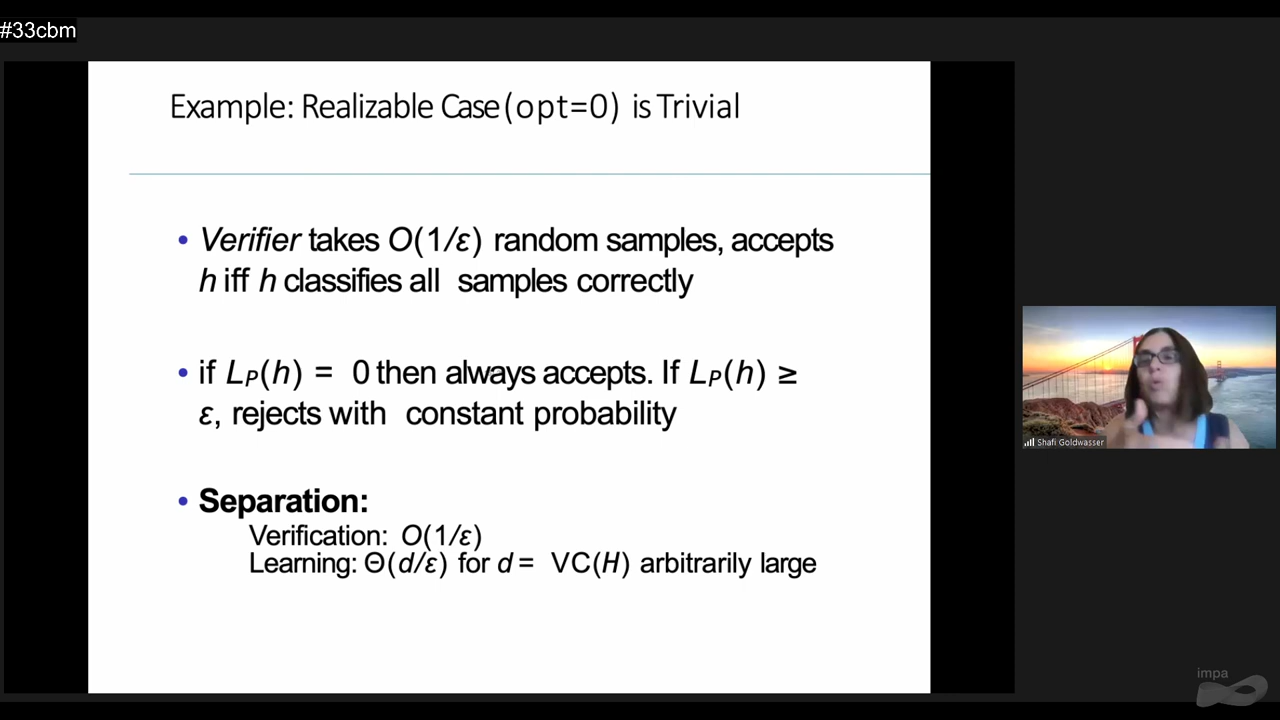 #33cbm
Example: Realizable Case (opt=0) is Trivial
• Verifier takes O(1/ε) random samples, accepts
h iff h classifies all samples correctly
• if LP(h) = 0 then always accepts. If LP(h) ≥
ε, rejects with constant probability
• Separation:
Verification: O(1/ε)
Learning: Θ(d/ε) for d = VC(H) arbitrarily large
Shafi Goldwasser
impa